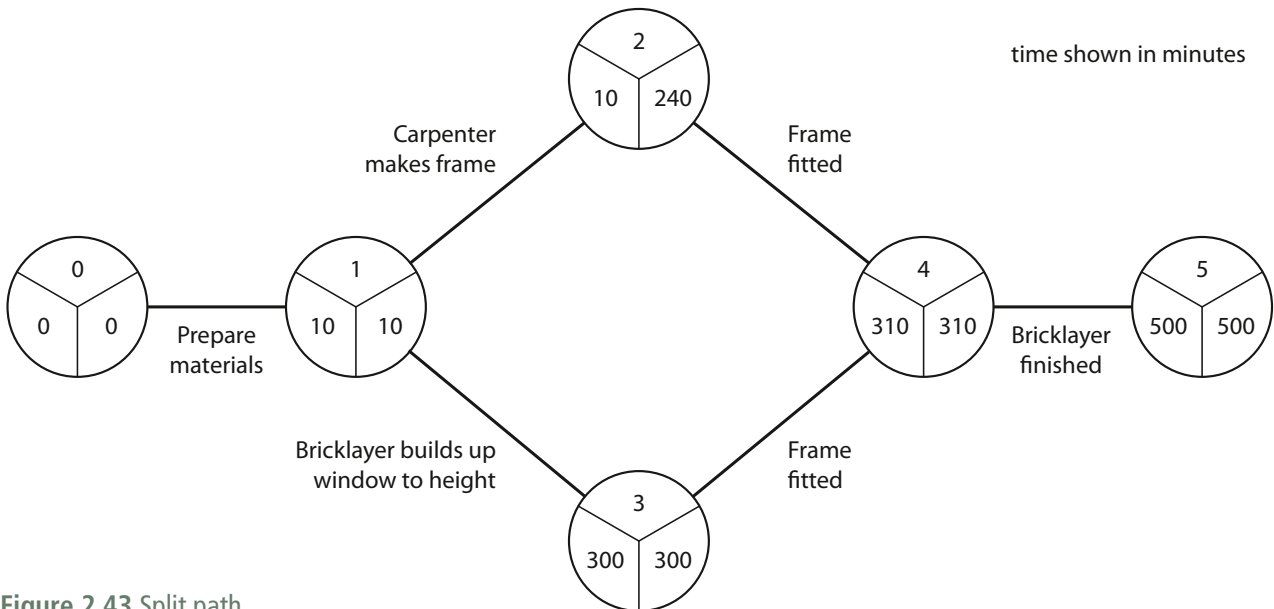 2
time shown in minutes
10 240
Carpenter
makes frame
Frame
fitted
0
0 0
Prepare
materials
1
10 10
4
310 310
Bricklayer
finished
5
500 500
Bricklayer builds up
window to height
Frame
fitted
3
300 300
Figure 2.43 Split path